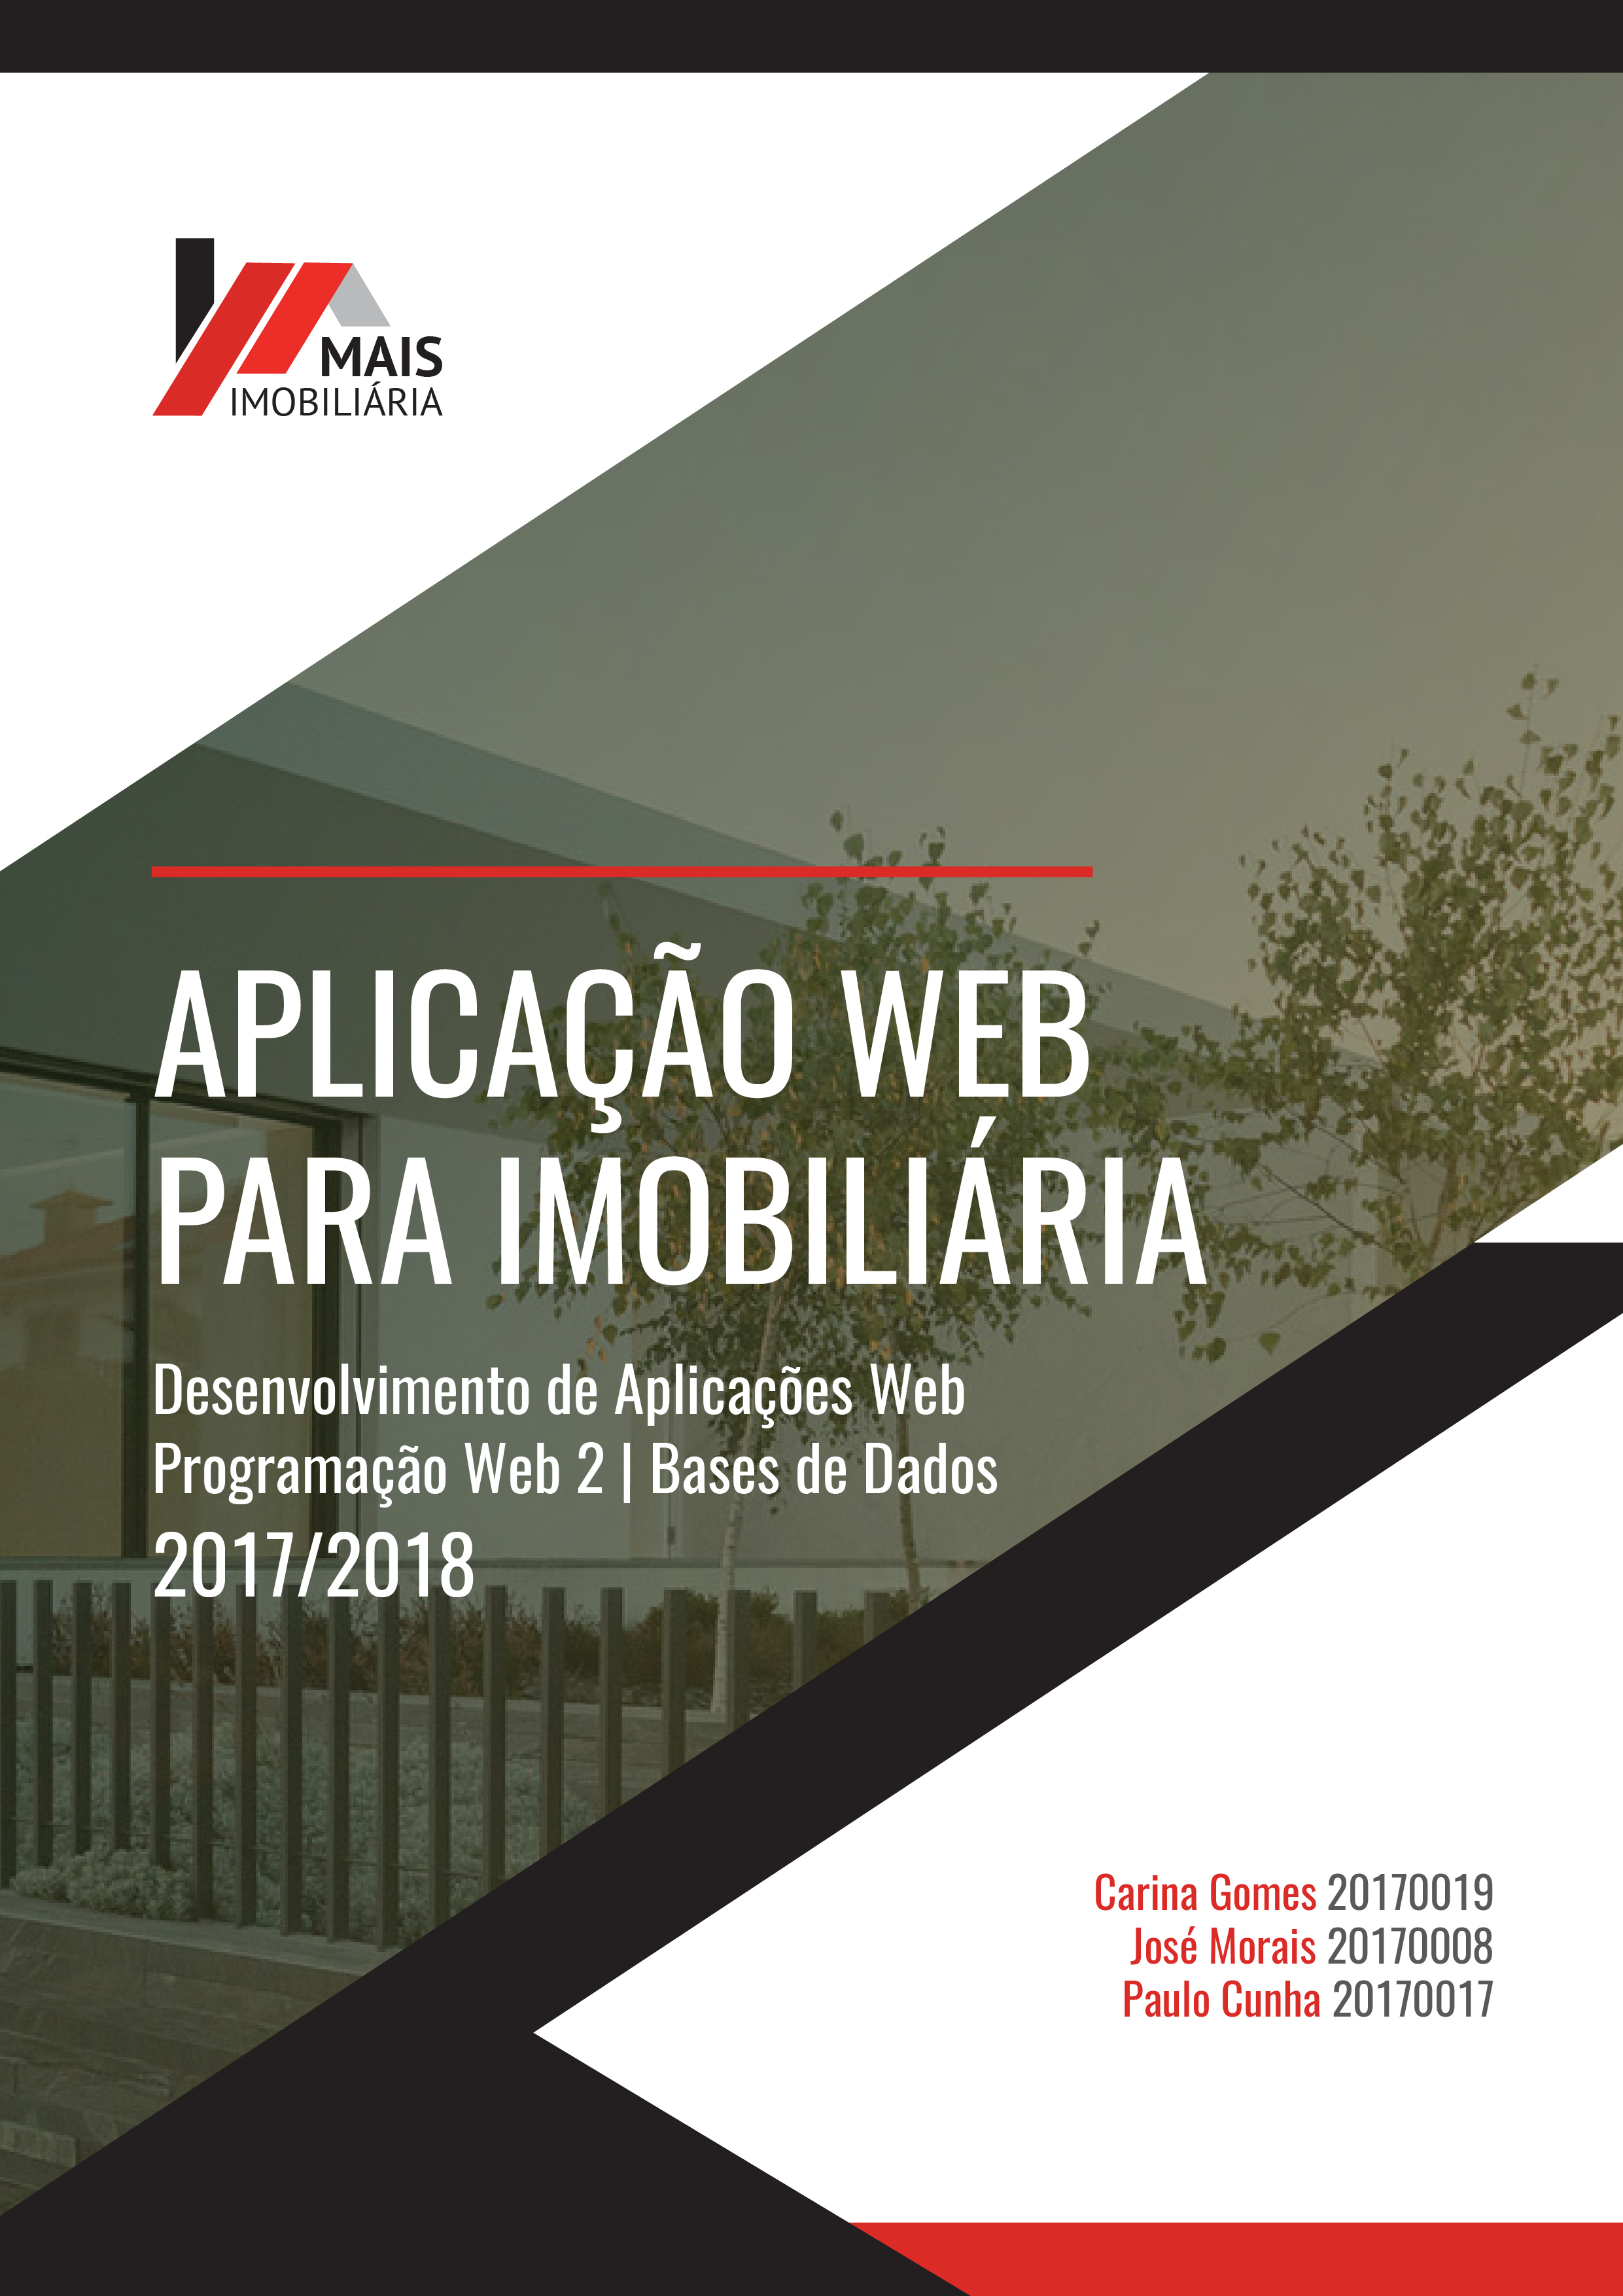 MAIS
IMOBILIÁRIA
APLICAÇÃO WEB
PARA IMOBILIÁRIA
Desenvolvimento de Aplicações Web
Programação Web 2 | Bases de Dados
2017/2018
Carina Gomes 20170019
José Morais 20170008
Paulo Cunha 20170017